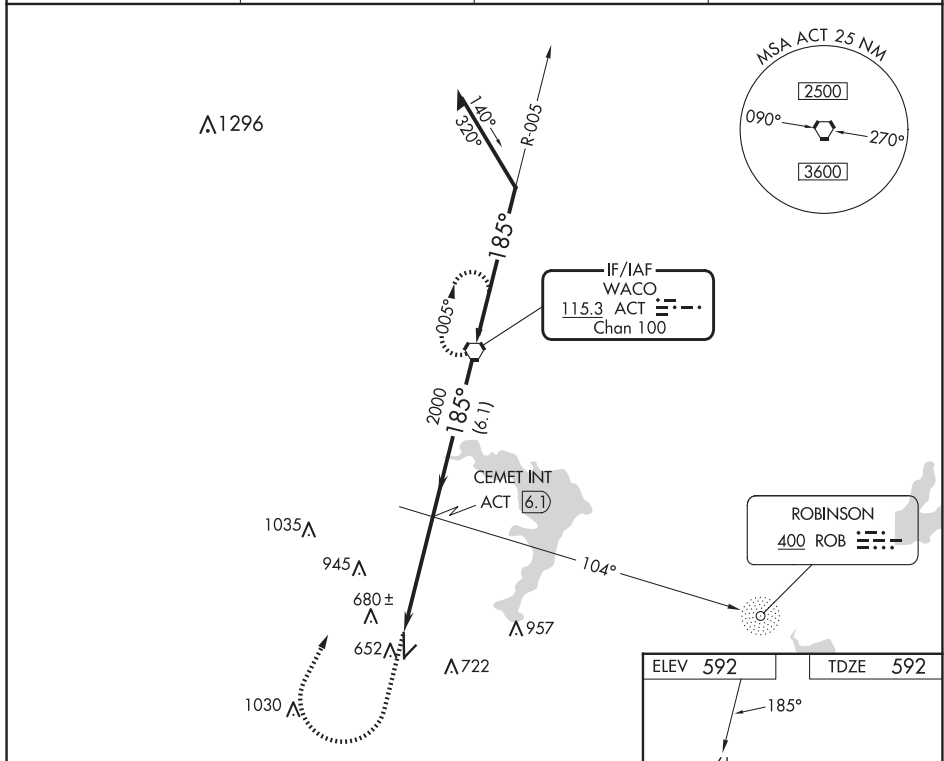 MSA ACT 25 NM
2500
090°
270°
3600
1296
140°
320°
R-005
185°
005°
IF/IAF
WACO
115.3 ACT
Chan 100
2000
185°
(6.1)
CEMET INT
ACT 6.1
104°
ROBINSON
400 ROB
1035
945
680±
652
957
722
1030
ELEV 592
TDZE 592
185°